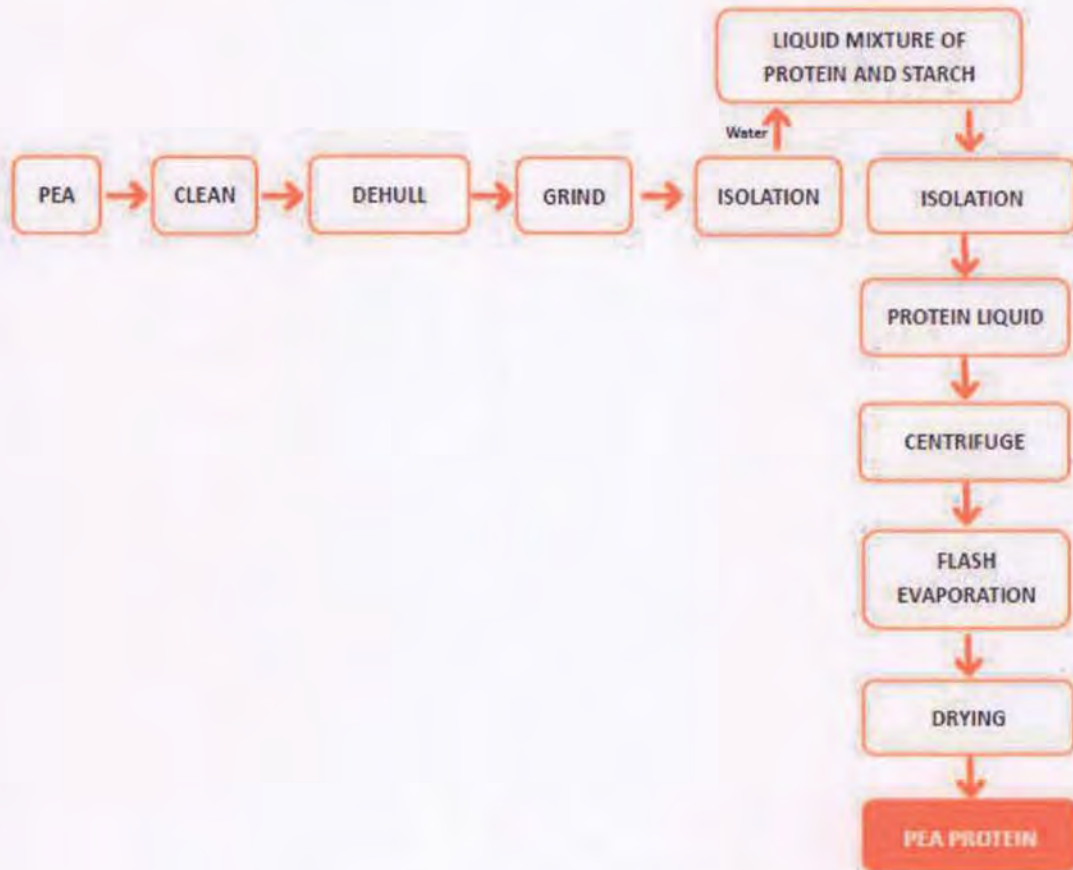 PEA
CLEAN
DEHULL
GRIND
ISOLATION
Water
LIQUID MIXTURE OF
PROTEIN AND STARCH
ISOLATION
PROTEIN LIQUID
CENTRIFUGE
FLASH
EVAPORATION
DRYING
PEA PROTEIN